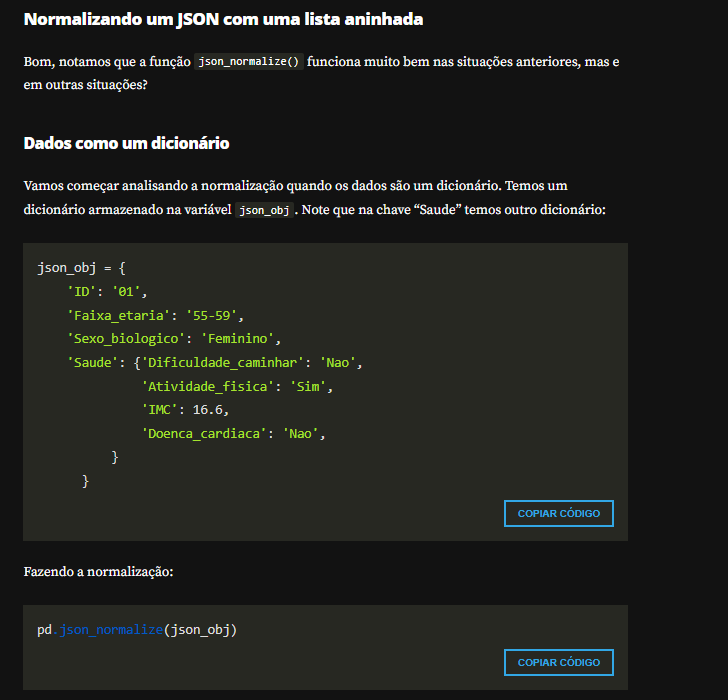 Normalizando um JSON com uma lista aninhada
Bom, notamos que a função json_normalize() funciona muito bem nas situações anteriores, mas e
em outras situações?
Dados como um dicionário
Vamos começar analisando a normalização quando os dados são um dicionário. Temos um
dicionário armazenado na variável json_obj. Note que na chave “Saude” temos outro dicionário:
json_obj = {
    'ID': '01',
    'Faixa_etaria': '55-59',
    'Sexo_biologico': 'Feminino',
    'Saude': {'Dificuldade_caminhar': 'Nao',
              'Atividade_fisica': 'Sim',
              'IMC': 16.6,
              'Doenca_cardiaca': 'Nao',
          }
      }
COPIAR CÓDIGO
Fazendo a normalização:
pd.json_normalize(json_obj)
COPIAR CÓDIGO